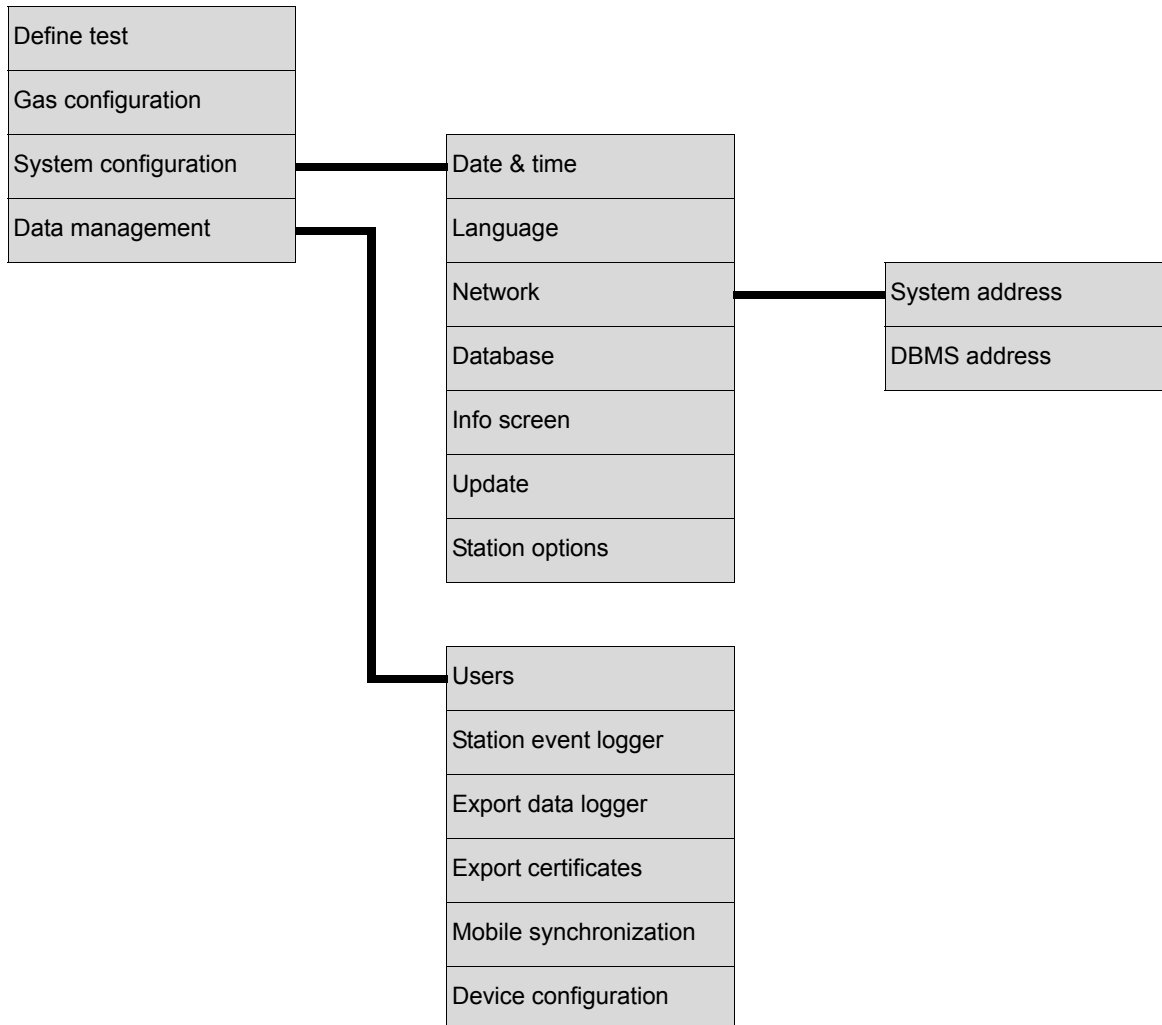 Define test
Gas configuration
System configuration
Data management
Date & time
Language
Network
Database
Info screen
Update
Station options
System address
DBMS address
Users
Station event logger
Export data logger
Export certificates
Mobile synchronization
Device configuration